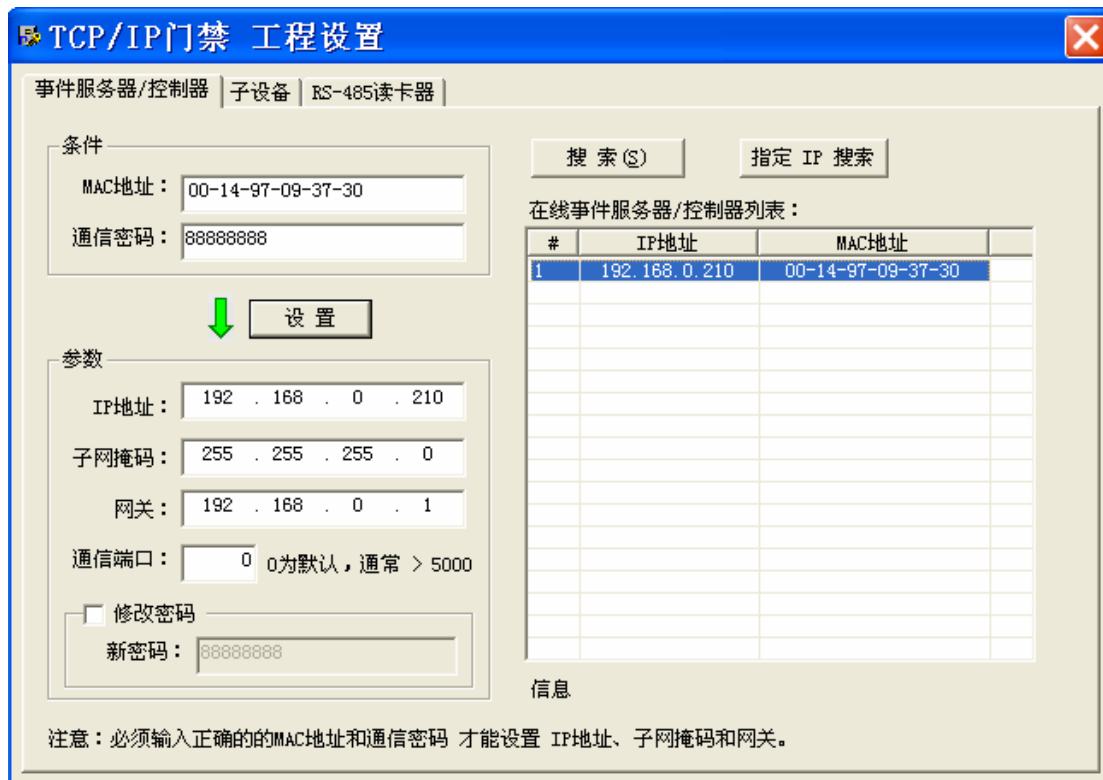 TCP/IP门禁 工程设置
事件服务器/控制器 子设备 RS-485读卡器
条件
MAC地址： 00-14-97-09-37-30
通信密码： 88888888
设 置
参数
IP地址： 192 . 168 . 0 . 210
子网掩码： 255 . 255 . 255 . 0
网关： 192 . 168 . 0 . 1
通信端口： 0 0为默认，通常 > 5000
修改密码
新密码： 88888888
搜 索(S) 指定 IP 搜索
在线事件服务器/控制器列表：
# IP地址 MAC地址
1 192.168.0.210 00-14-97-09-37-30
信息
注意：必须输入正确的的MAC地址和通信密码 才能设置 IP地址、子网掩码和网关。